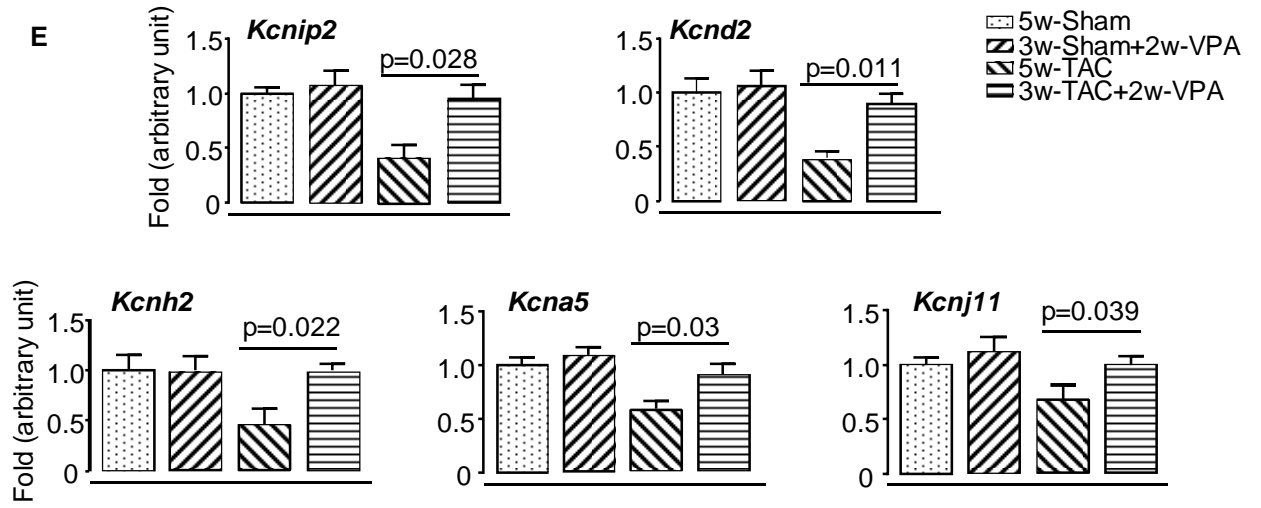 E
Kcnip2
Kcnd2
5w-Sham
3w-Sham+2w-VPA
5w-TAC
3w-TAC+2w-VPA
Fold (arbitrary unit)
1.5
1.0
0.5
0
p=0.028
1.5
1.0
0.5
0
p=0.011
Kcnh2
Kcna5
Kcnj11
Fold (arbitrary unit)
1.5
1.0
0.5
0
p=0.022
1.5
1.0
0.5
0
p=0.03
1.5
1.0
0.5
0
p=0.039